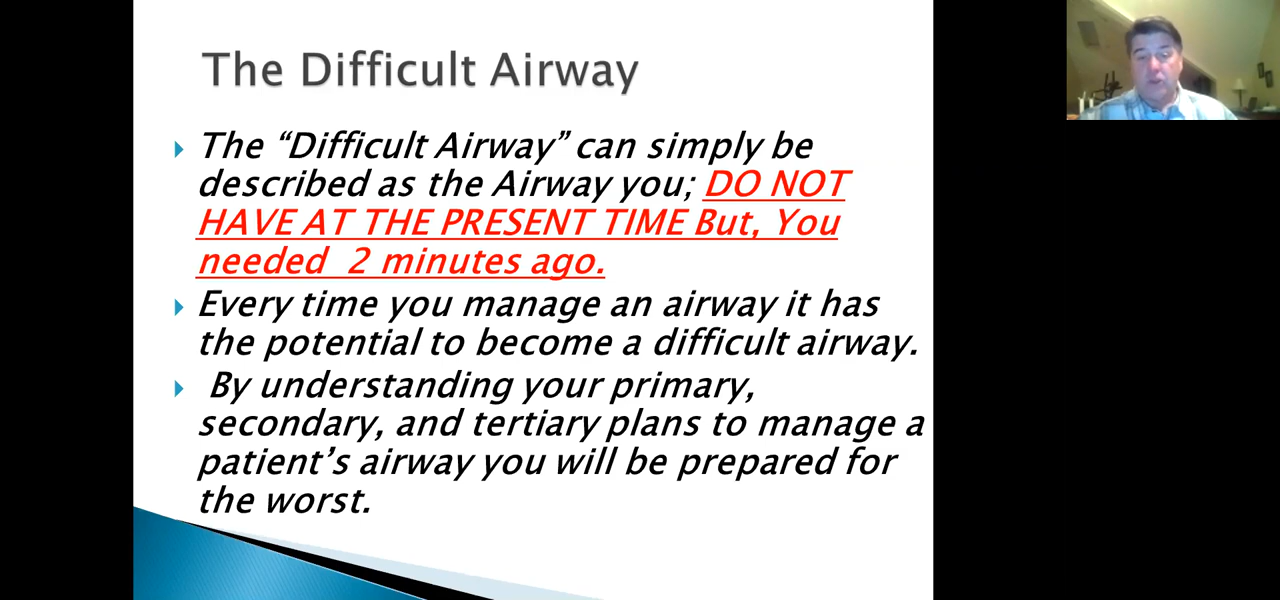 The Difficult Airway
The “Difficult Airway” can simply be
described as the Airway you; DO NOT
HAVE AT THE PRESENT TIME But, You
needed  2 minutes ago.
Every time you manage an airway it has
the potential to become a difficult airway.
By understanding your primary,
secondary, and tertiary plans to manage a
patient’s airway you will be prepared for
the worst.